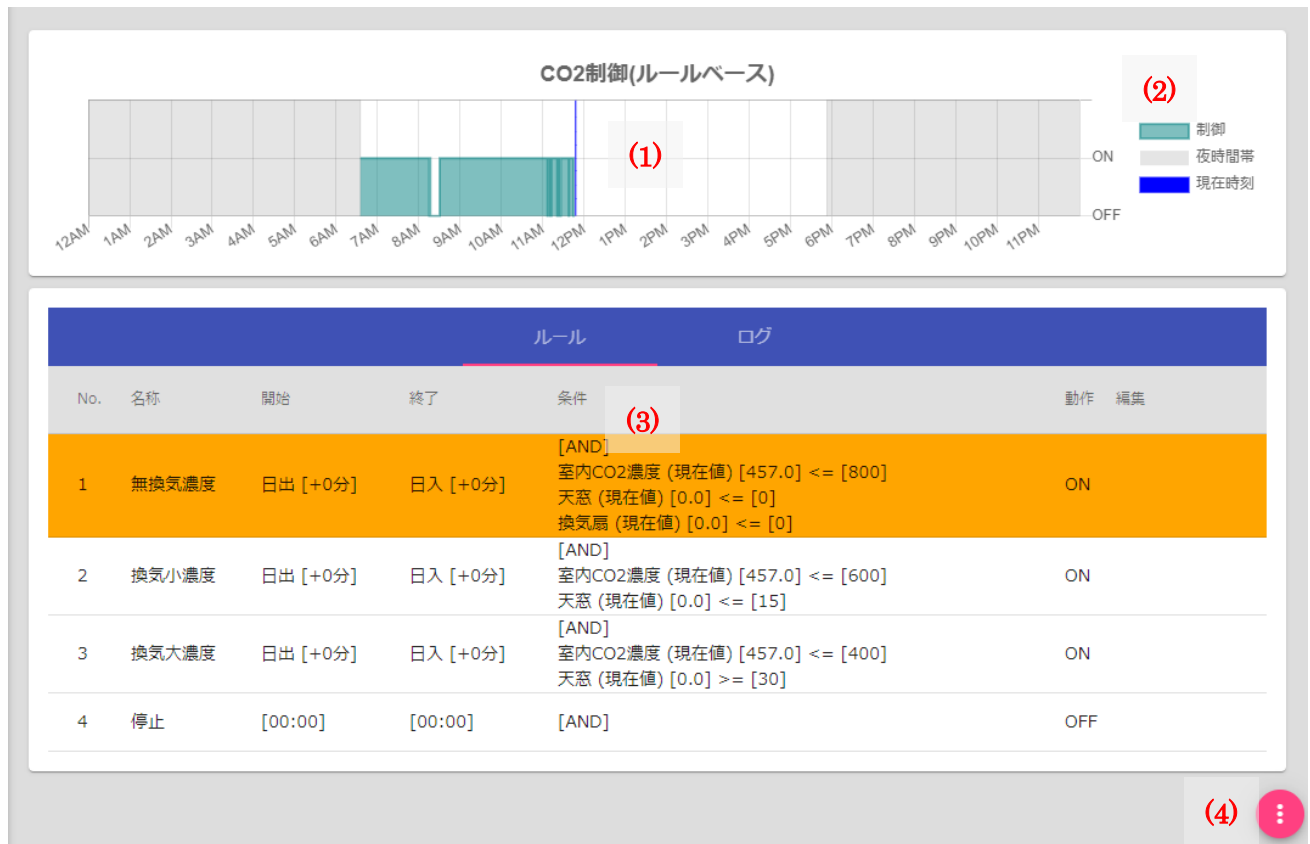 CO2制御(ルールベース)
(2)
制御
(1)
ON
夜時間帯
現在時刻
OFF
12AM 1AM 2AM 3AM 4AM 5AM 6AM 7AM 8AM 9AM 10AM 11AM 12PM 1PM 2PM 3PM 4PM 5PM 6PM 7PM 8PM 9PM 10PM 11PM
ルール ログ
No. 名称 開始 終了 条件 動作 編集
(3)
[AND]
室内CO2濃度 (現在値) [457.0] <= [800]
1 無換気濃度 日出 [+0分] 日入 [+0分] ON
天窓 (現在値) [0.0] <= [0]
換気扇 (現在値) [0.0] <= [0]
[AND]
2 換気小濃度 日出 [+0分] 日入 [+0分] 室内CO2濃度 (現在値) [457.0] <= [600] ON
天窓 (現在値) [0.0] <= [15]
[AND]
3 換気大濃度 日出 [+0分] 日入 [+0分] 室内CO2濃度 (現在値) [457.0] <= [400] ON
天窓 (現在値) [0.0] >= [30]
4 停止 [00:00] [00:00] [AND] OFF
(4)